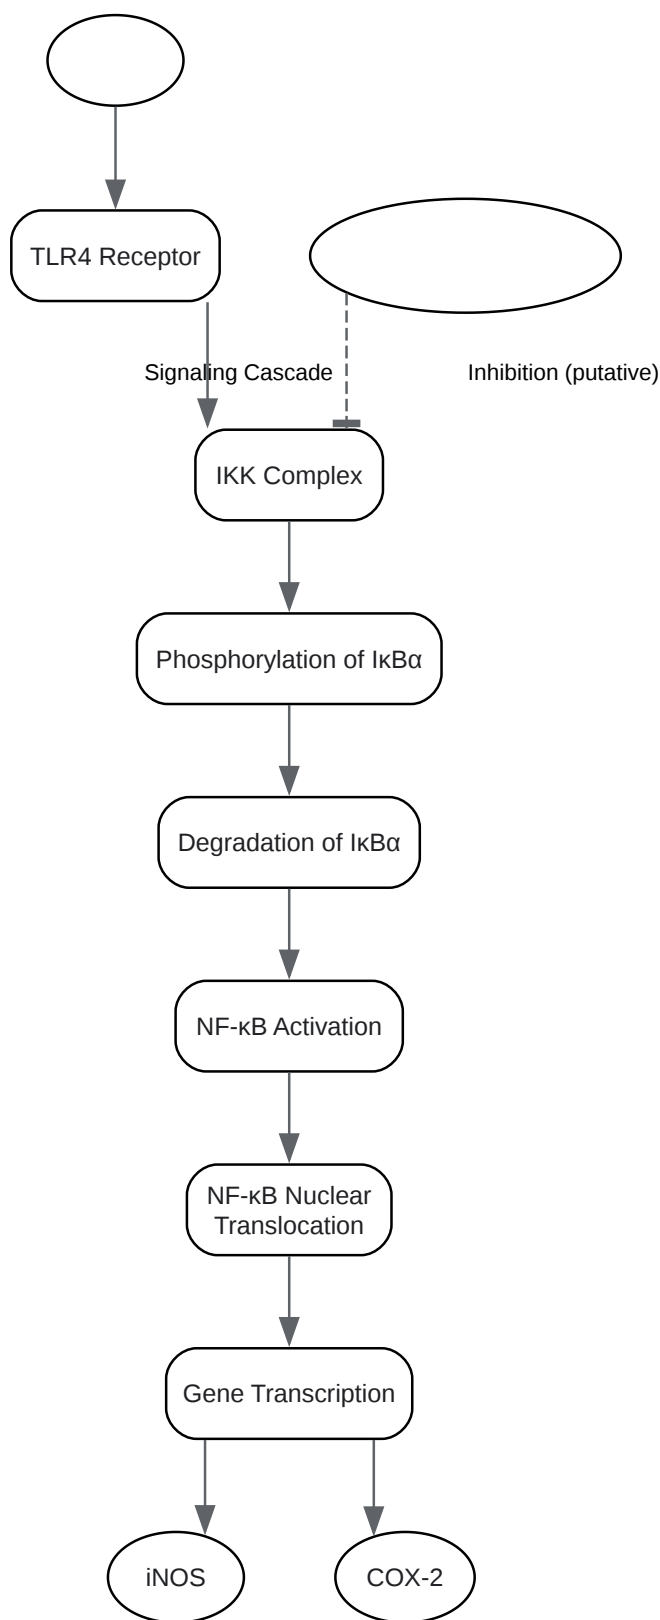 TLR4 Receptor
Signaling Cascade
Inhibition (putative)
IKK Complex
Phosphorylation of IκBα
Degradation of IκBα
NF-κB Activation
NF-κB Nuclear
Translocation
Gene Transcription
iNOS
COX-2